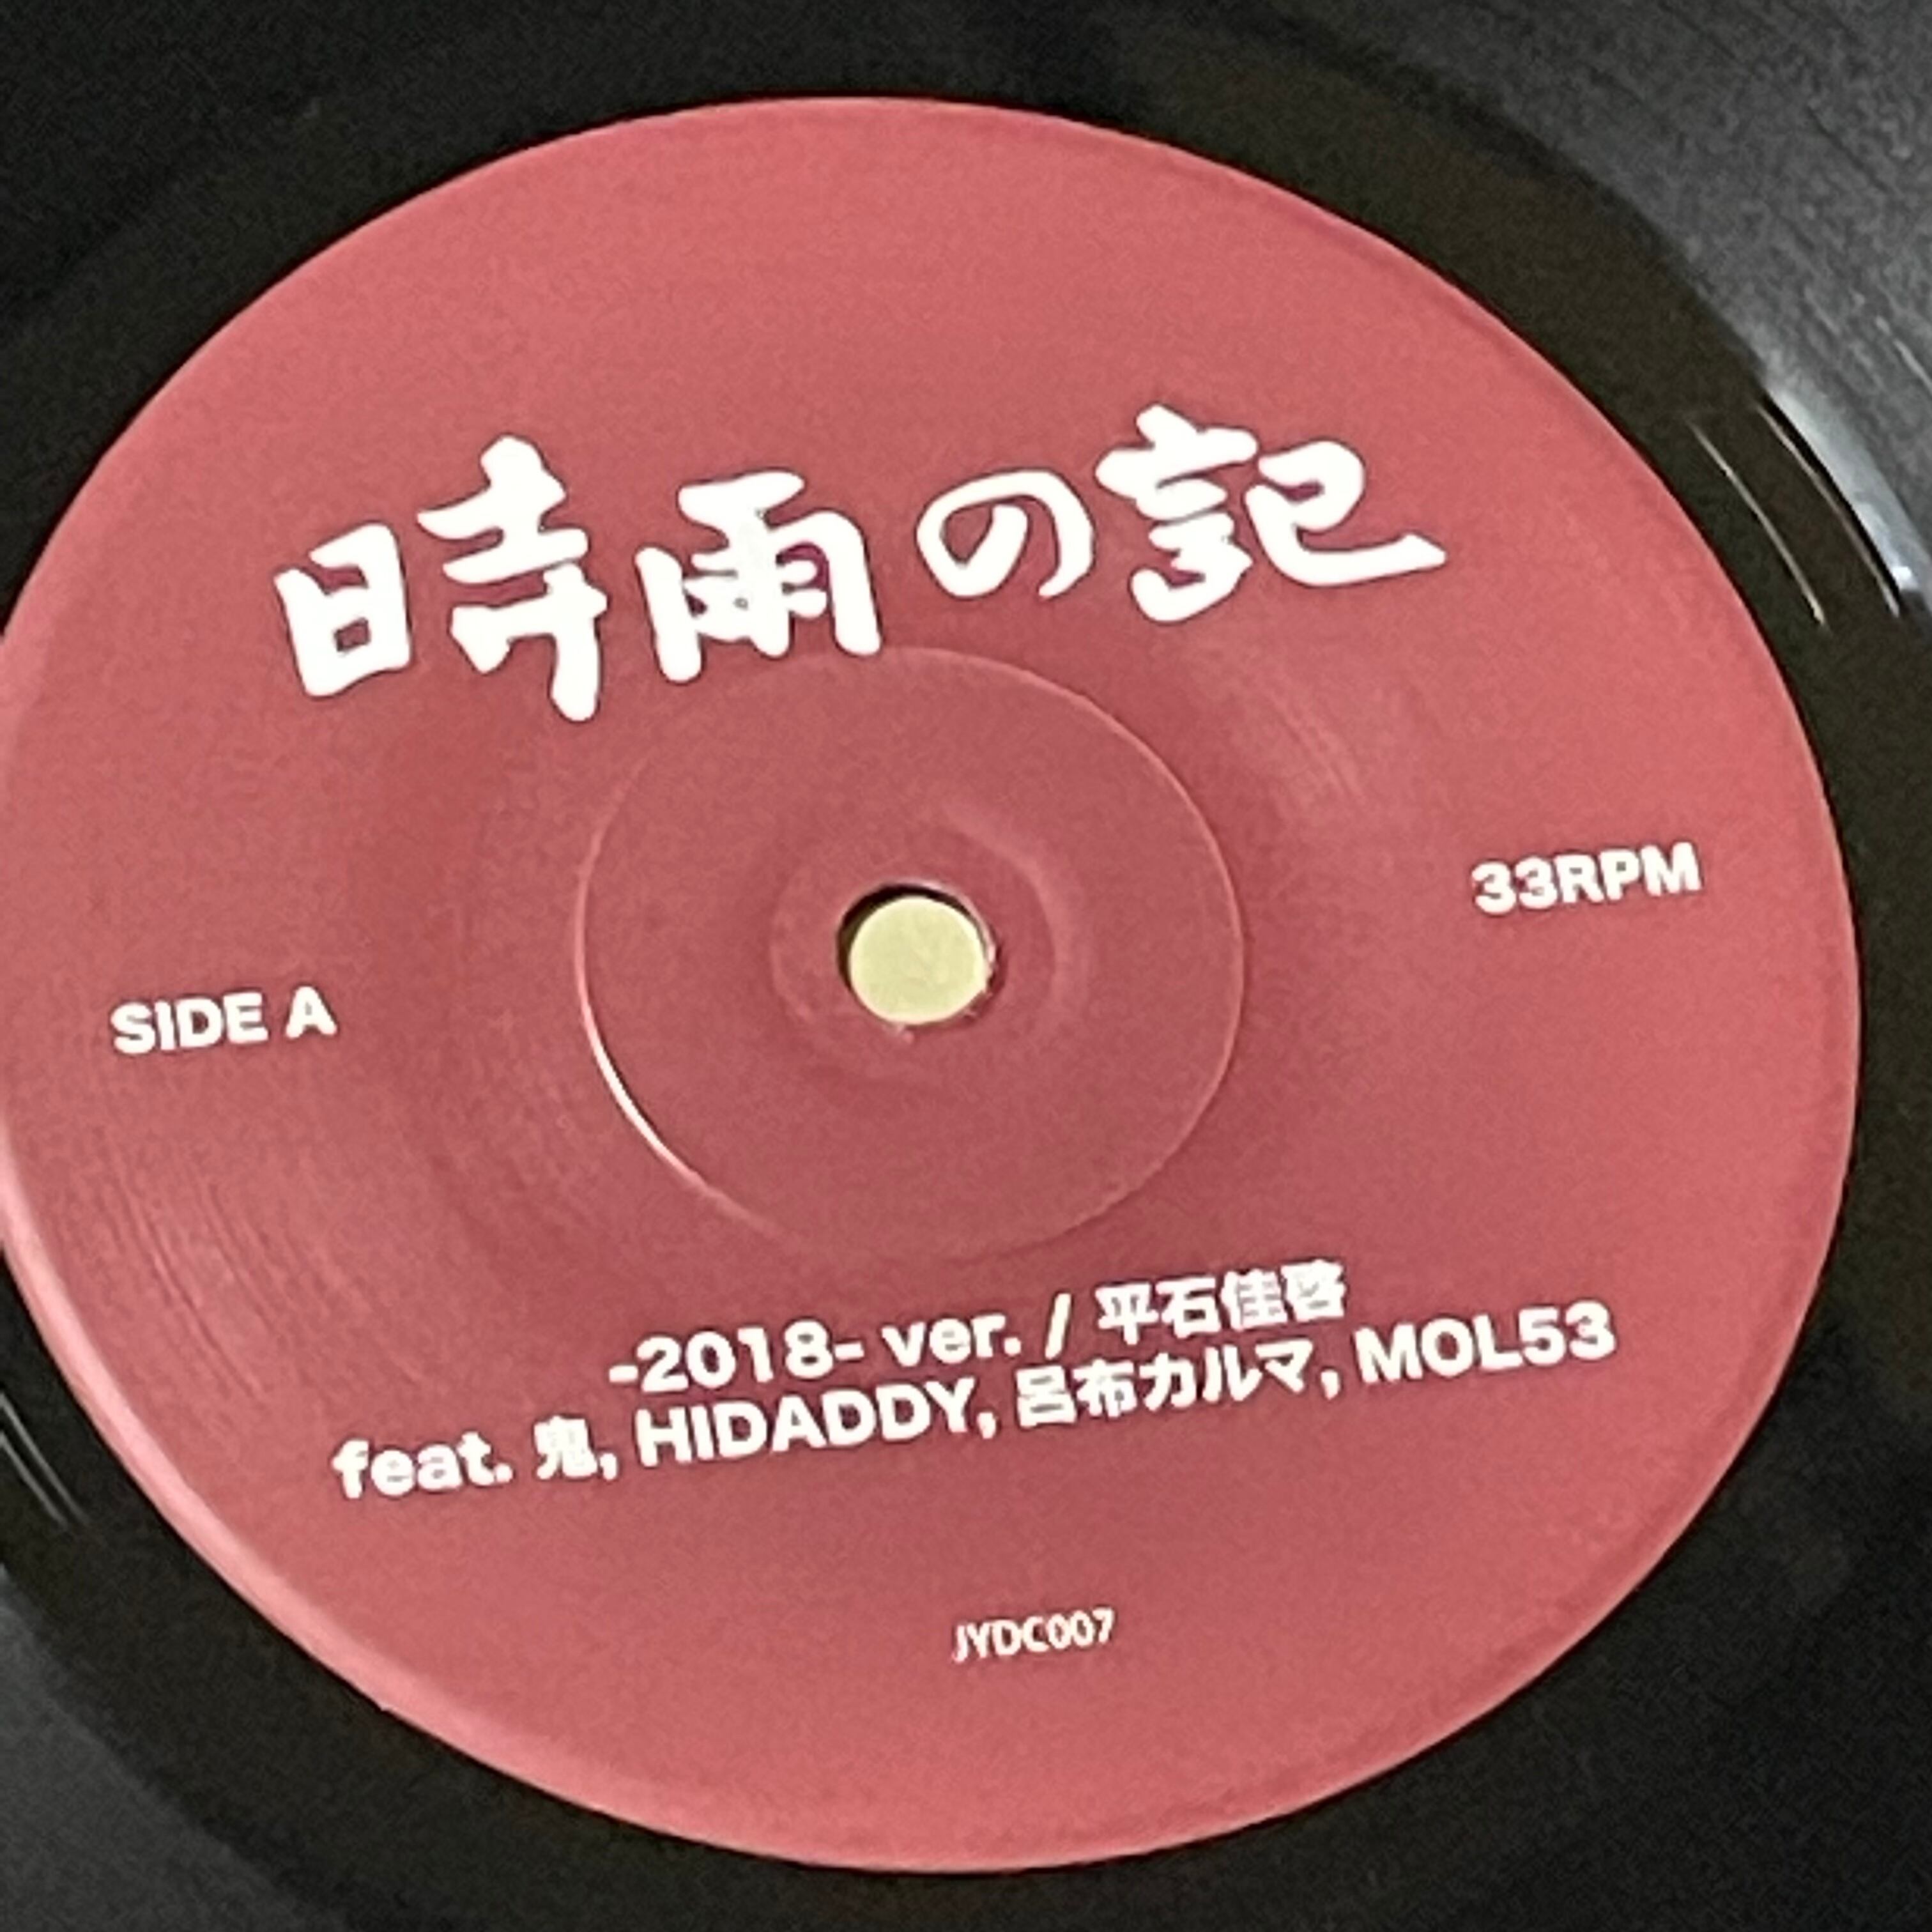 時雨の記
33RPM
SIDE A
-2018- ver. / 平石佳啓
feat. 鬼, HIDADDY, 呂布カルマ, MOL53
JYDC007